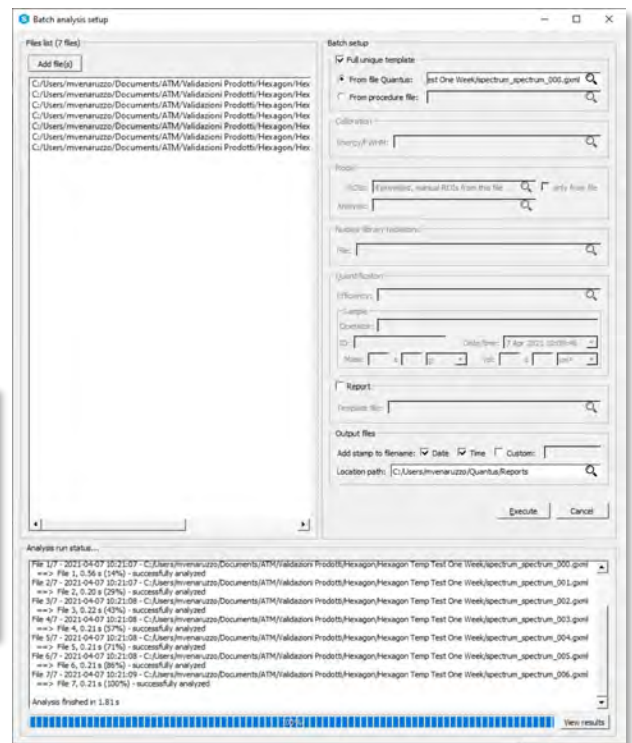 Batch analysis setup
Files list (7 files)
Add file(s)
C:/Users/mvenaruzzo/Documents/ATM/Validazioni Prodotti/Hexagon/Hex
C:/Users/mvenaruzzo/Documents/ATM/Validazioni Prodotti/Hexagon/Hex
C:/Users/mvenaruzzo/Documents/ATM/Validazioni Prodotti/Hexagon/Hex
C:/Users/mvenaruzzo/Documents/ATM/Validazioni Prodotti/Hexagon/Hex
C:/Users/mvenaruzzo/Documents/ATM/Validazioni Prodotti/Hexagon/Hex
C:/Users/mvenaruzzo/Documents/ATM/Validazioni Prodotti/Hexagon/Hex
C:/Users/mvenaruzzo/Documents/ATM/Validazioni Prodotti/Hexagon/Hex
Batch setup
Full unique template
From file Quantus: est One Week/spectrum_spectrum_000.gxml
From procedure file:
Calibration
Energy/FWHM:
ROIs: manual ROIs from this file only from file
Analysis:
Nuclide library
File:
Quantification
Efficiency:
Sample
Operator:
ID: Date/time: 7 Apr 2021
Mass: ± g Vol: ± cm³
Report
Template file:
Output files
Add stamp to filename: Date Time Custom:
Location path: C:/Users/mvenaruzzo/Quantus/Reports
Execute Cancel
Analysis run status...
File 1/7 - 2021-04-07 10:21:07 - C:/Users/mvenaruzzo/Documents/ATM/Validazioni Prodotti/Hexagon/Hexagon Temp Test One Week/spectrum_spectrum_000.gxml
==> File 1, 0.56 s (14%) - successfully analyzed
File 2/7 - 2021-04-07 10:21:07 - C:/Users/mvenaruzzo/Documents/ATM/Validazioni Prodotti/Hexagon/Hexagon Temp Test One Week/spectrum_spectrum_001.gxml
==> File 2, 0.20 s (29%) - successfully analyzed
File 3/7 - 2021-04-07 10:21:08 - C:/Users/mvenaruzzo/Documents/ATM/Validazioni Prodotti/Hexagon/Hexagon Temp Test One Week/spectrum_spectrum_002.gxml
==> File 3, 0.22 s (43%) - successfully analyzed
File 4/7 - 2021-04-07 10:21:08 - C:/Users/mvenaruzzo/Documents/ATM/Validazioni Prodotti/Hexagon/Hexagon Temp Test One Week/spectrum_spectrum_003.gxml
==> File 4, 0.21 s (57%) - successfully analyzed
File 5/7 - 2021-04-07 10:21:08 - C:/Users/mvenaruzzo/Documents/ATM/Validazioni Prodotti/Hexagon/Hexagon Temp Test One Week/spectrum_spectrum_004.gxml
==> File 5, 0.21 s (71%) - successfully analyzed
File 6/7 - 2021-04-07 10:21:08 - C:/Users/mvenaruzzo/Documents/ATM/Validazioni Prodotti/Hexagon/Hexagon Temp Test One Week/spectrum_spectrum_005.gxml
==> File 6, 0.21 s (86%) - successfully analyzed
File 7/7 - 2021-04-07 10:21:09 - C:/Users/mvenaruzzo/Documents/ATM/Validazioni Prodotti/Hexagon/Hexagon Temp Test One Week/spectrum_spectrum_006.gxml
==> File 7, 0.21 s (100%) - successfully analyzed
Analysis finished in 1.81 s
View results